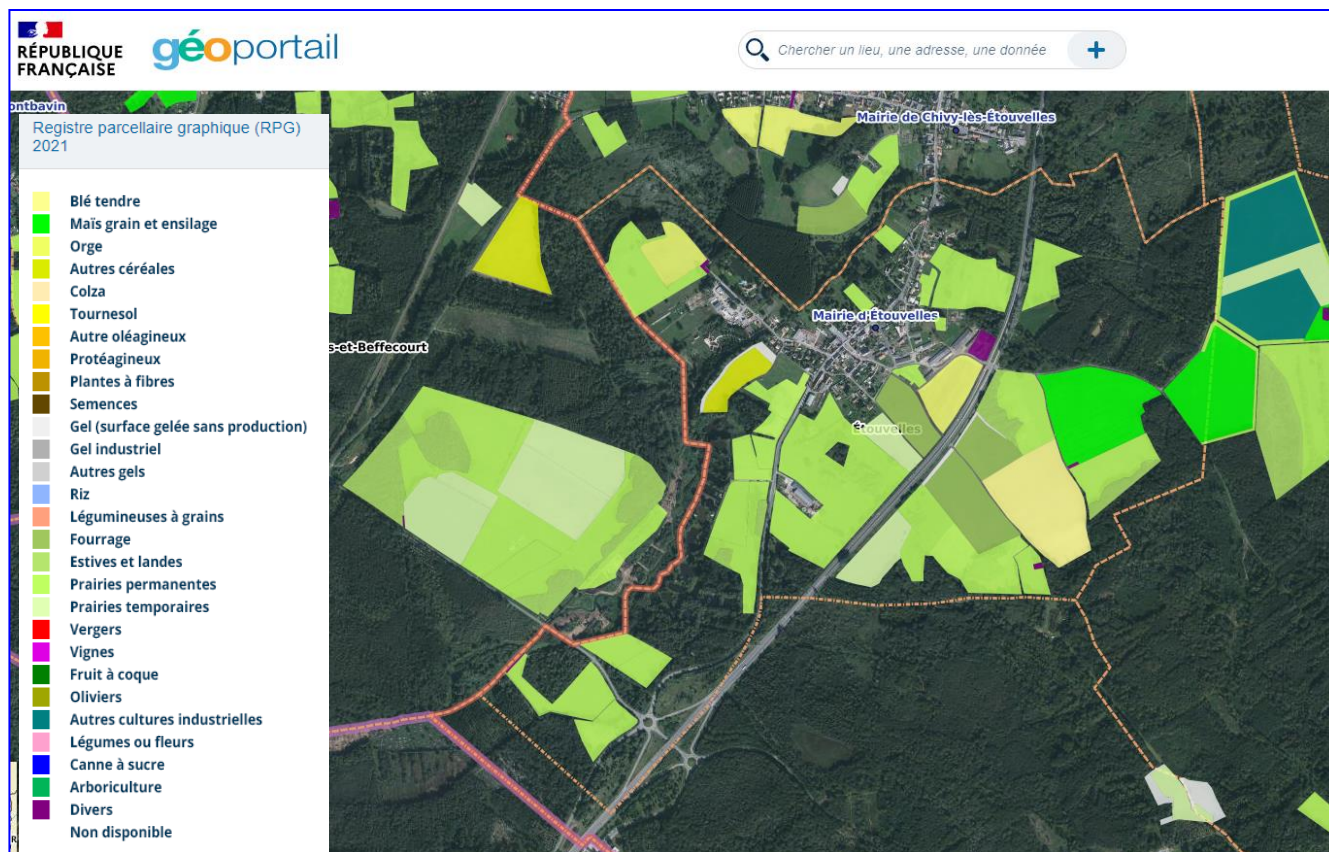 RÉPUBLIQUE
FRANÇAISE
géoportail
Chercher un lieu, une adresse, une donnée
ontbavin
Registre parcellaire graphique (RPG)
2021
Blé tendre
Maïs grain et ensilage
Orge
Autres céréales
Colza
Tournesol
Autre oléagineux
Protéagineux
Plantes à fibres
Semences
Gel (surface gelée sans production)
Gel industriel
Autres gels
Riz
Légumineuses à grains
Fourrage
Estives et landes
Prairies permanentes
Prairies temporaires
Vergers
Vignes
Fruit à coque
Oliviers
Autres cultures industrielles
Légumes ou fleurs
Canne à sucre
Arboriculture
Divers
Non disponible
Mairie de Chivy-lès-Étouvelles
Mairie d'Étouvelles
s-et-Beffecourt
Étouvelles